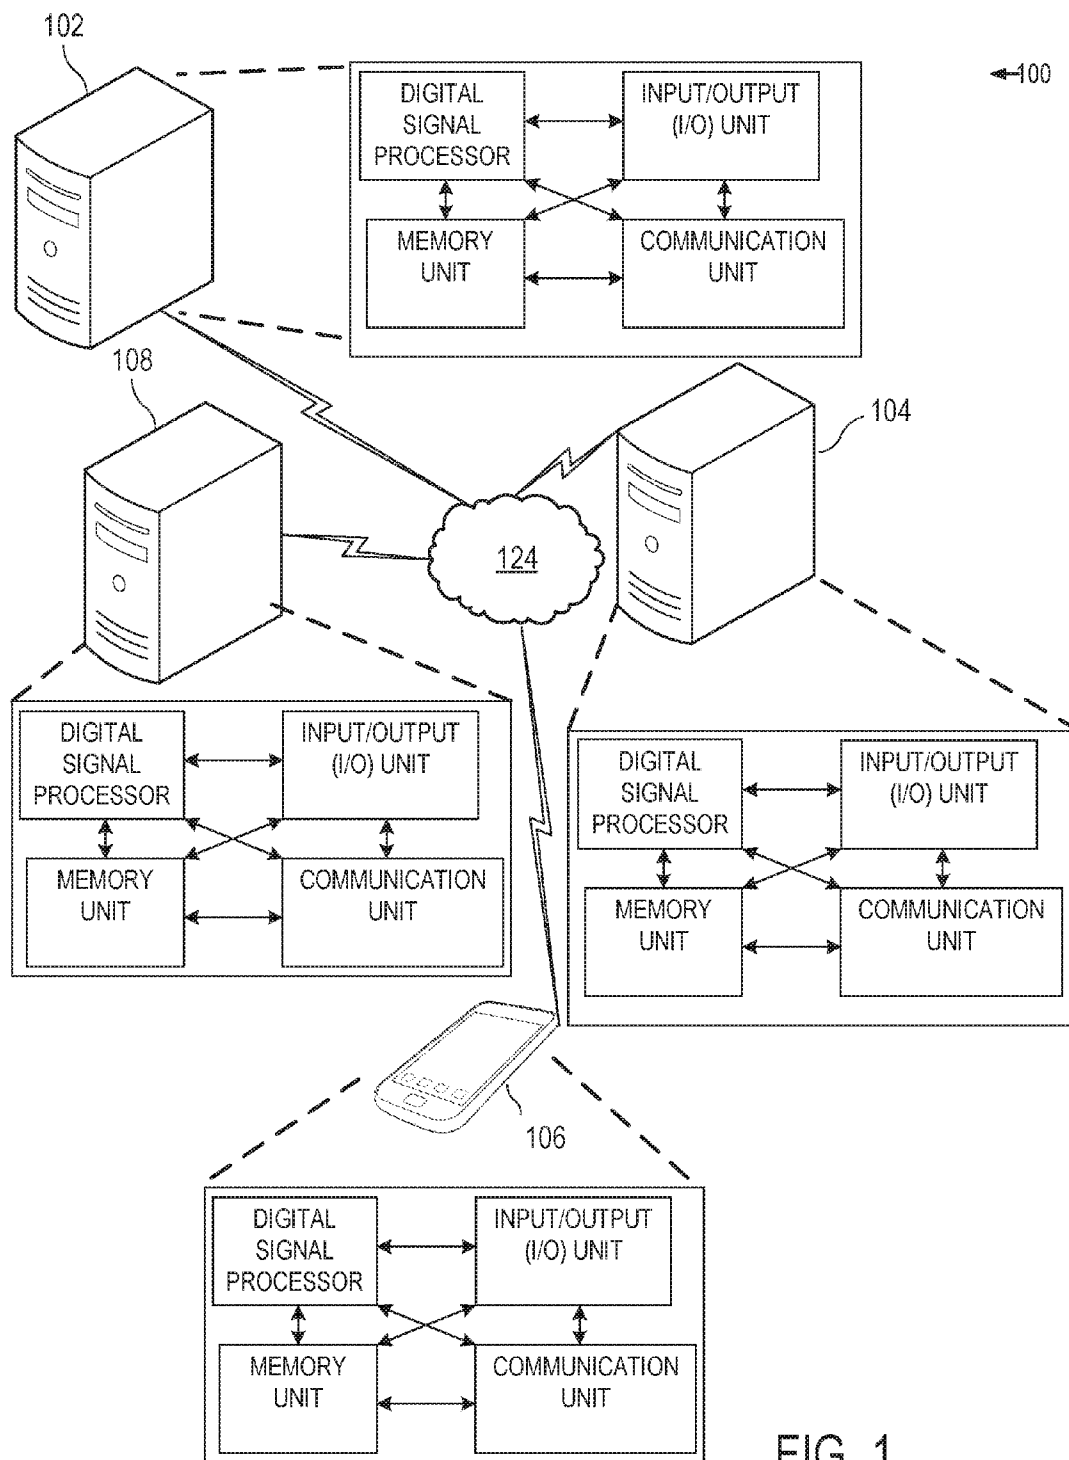 102
100
DIGITAL
SIGNAL
PROCESSOR
INPUT/OUTPUT
(I/O) UNIT
MEMORY
UNIT
COMMUNICATION
UNIT
108
104
124
DIGITAL
SIGNAL
PROCESSOR
INPUT/OUTPUT
(I/O) UNIT
MEMORY
UNIT
COMMUNICATION
UNIT
DIGITAL
SIGNAL
PROCESSOR
INPUT/OUTPUT
(I/O) UNIT
MEMORY
UNIT
COMMUNICATION
UNIT
106
DIGITAL
SIGNAL
PROCESSOR
INPUT/OUTPUT
(I/O) UNIT
MEMORY
UNIT
COMMUNICATION
UNIT
FIG. 1